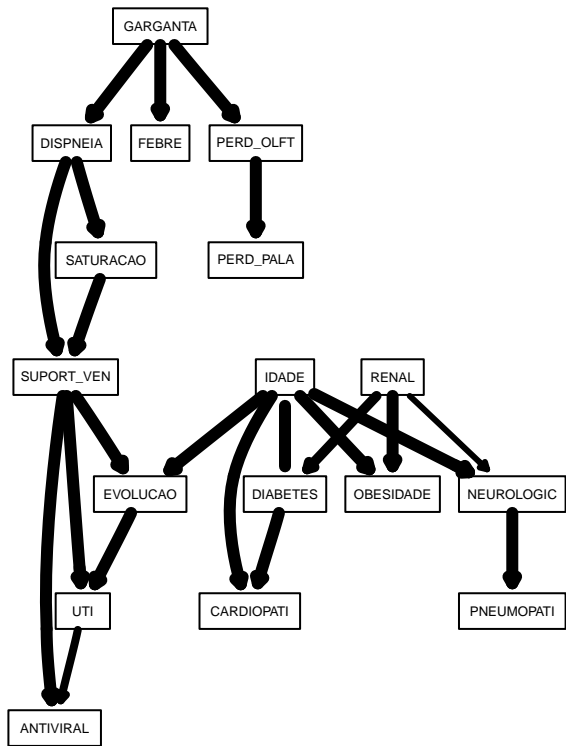 GARGANTA
DISPNEIA
FEBRE
PERD_OLFT
SATURACAO
PERD_PALA
SUPORT_VEN
IDADE
RENAL
EVOLUCAO
DIABETES
OBESIDADE
NEUROLOGIC
UTI
CARDIOPATI
PNEUMOPATI
ANTIVIRAL